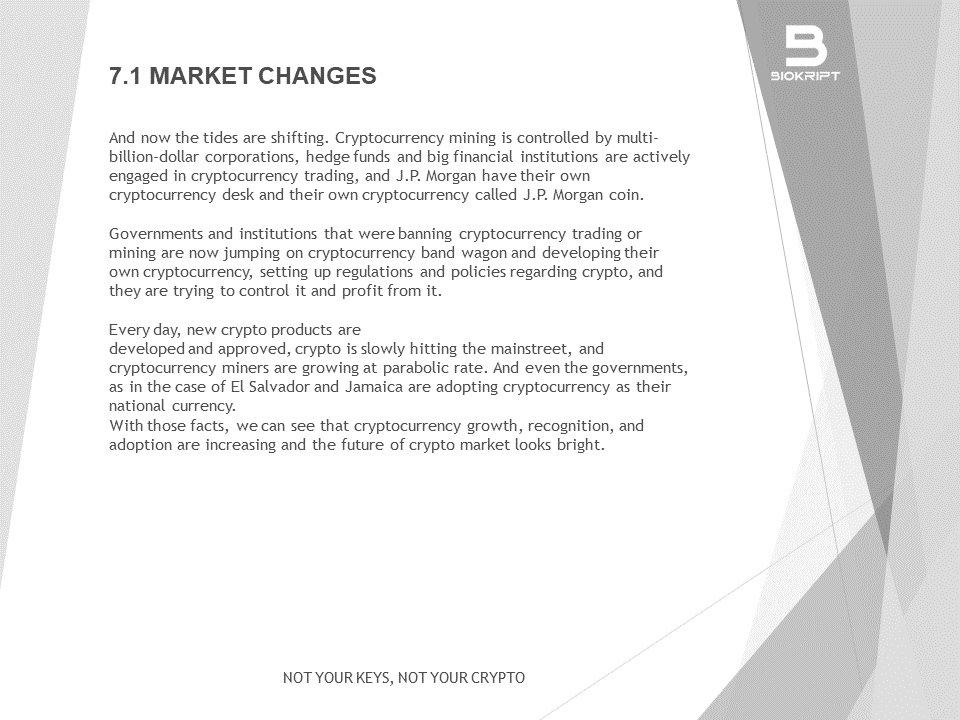 BIOKRIPT
7.1 MARKET CHANGES
And now the tides are shifting. Cryptocurrency mining is controlled by multi-
billion-dollar corporations, hedge funds and big financial institutions are actively
engaged in cryptocurrency trading, and J.P. Morgan have their own
cryptocurrency desk and their own cryptocurrency called J.P. Morgan coin.
Governments and institutions that were banning cryptocurrency trading or
mining are now jumping on cryptocurrency band wagon and developing their
own cryptocurrency, setting up regulations and policies regarding crypto, and
they are trying to control it and profit from it.
Every day, new crypto products are
developed and approved, crypto is slowly hitting the mainstreet, and
cryptocurrency miners are growing at parabolic rate. And even the governments,
as in the case of El Salvador and Jamaica are adopting cryptocurrency as their
national currency.
With those facts, we can see that cryptocurrency growth, recognition, and
adoption are increasing and the future of crypto market looks bright.
NOT YOUR KEYS, NOT YOUR CRYPTO